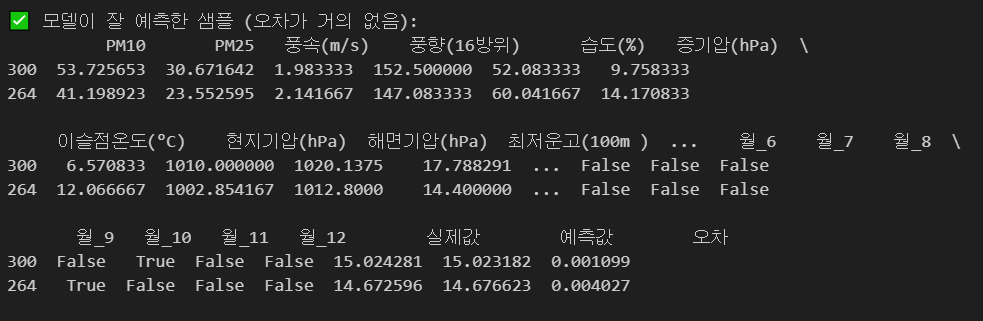 ✅ 모델이 잘 예측한 샘플 (오차가 거의 없음):
PM10 PM25 풍속(m/s) 풍향(16방위) 습도(%) 증기압(hPa) \
300 53.725653 30.671642 1.983333 152.500000 52.083333 9.758333
264 41.198923 23.552595 2.141667 147.083333 60.041667 14.170833
이슬점온도(°C) 현지기압(hPa) 해면기압(hPa) 최저운고(100m ) ... 월_6 월_7 월_8 \
300 6.570833 1010.000000 1020.1375 17.788291 ... False False False
264 12.066667 1002.854167 1012.8000 14.400000 ... False False False
월_9 월_10 월_11 월_12 실제값 예측값 오차
300 False True False False 15.024281 15.023182 0.001099
264 True False False False 14.672596 14.676623 0.004027